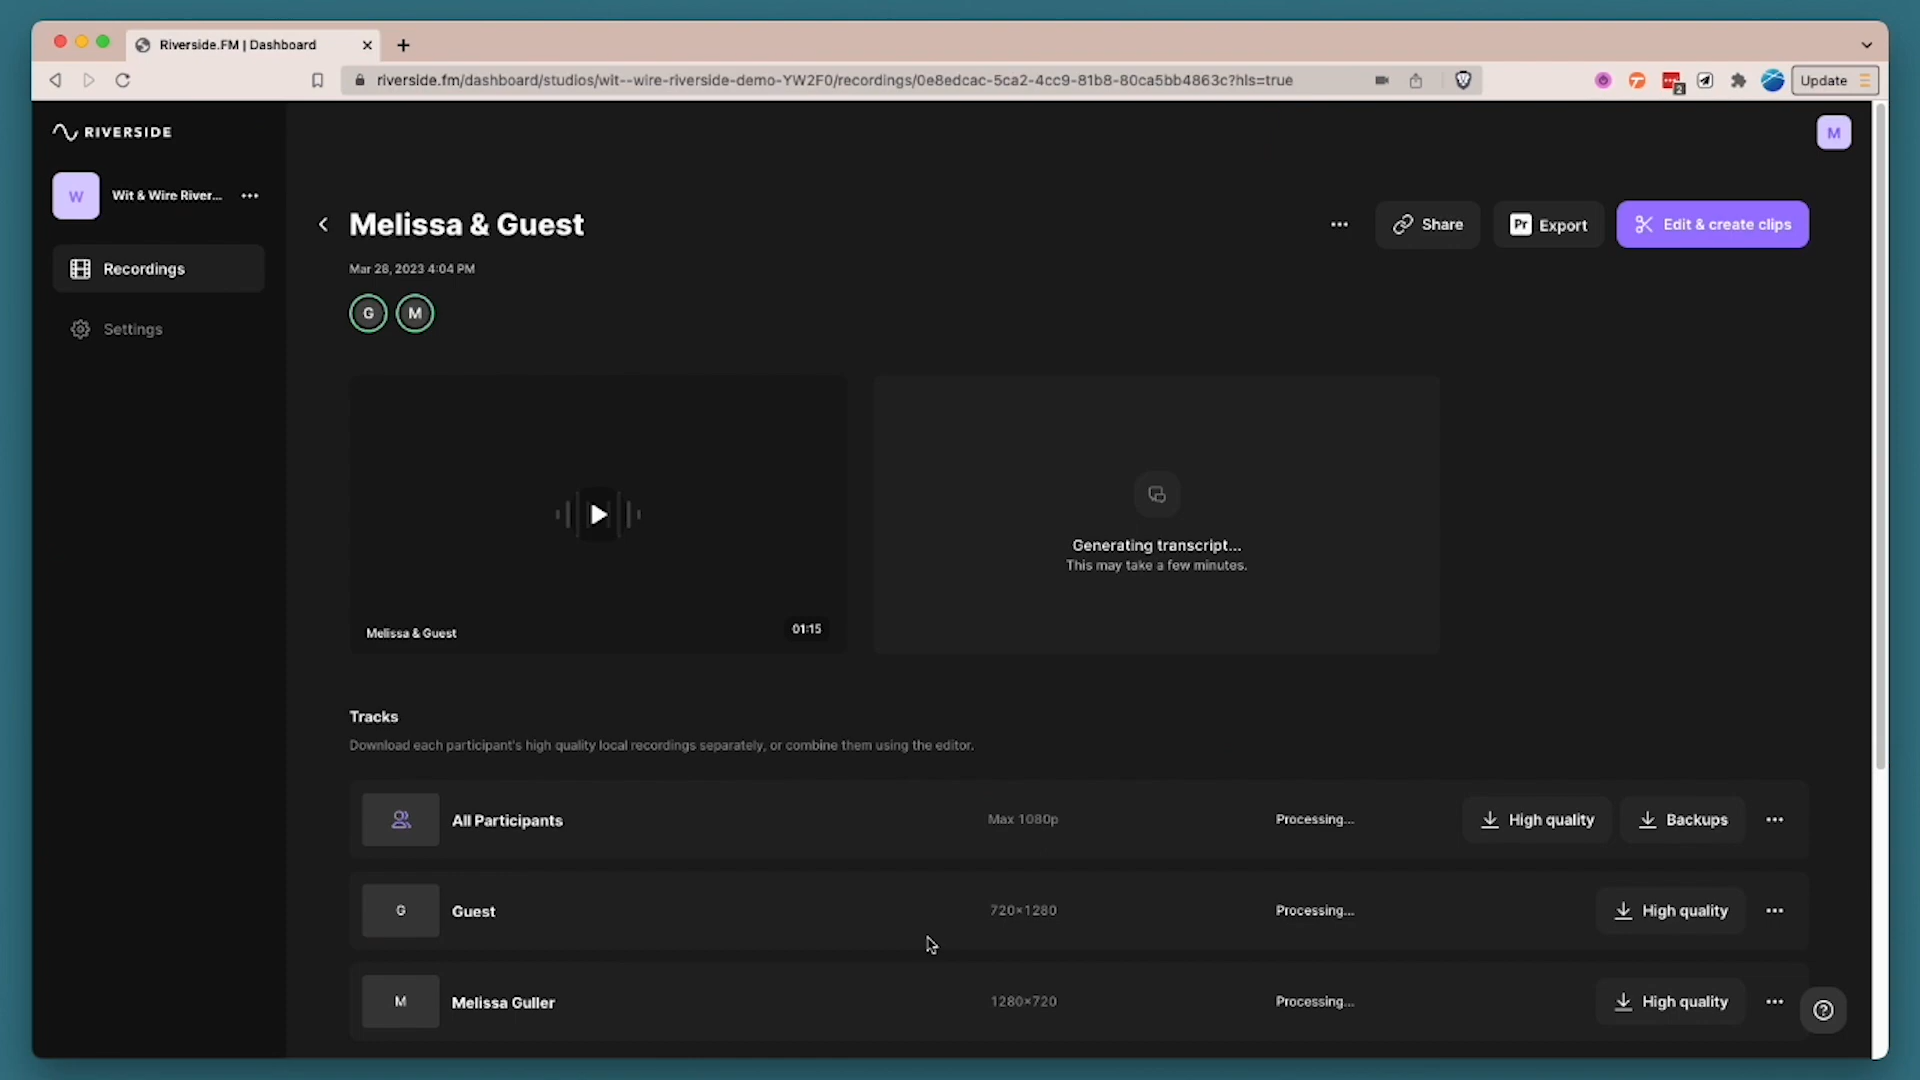 Riverside.FM | Dashboard
riverside.fm/dashboard/studios/wit--wire-riverside-demo-YW2F0/recordings/0e8edcac-5ca2-4cc9-81b8-80ca5bb4863c?hls=true
2
Update
RIVERSIDE
M
W
Wit & Wire River...
Recordings
Settings
Melissa & Guest
Share
Pr Export
Edit & create clips
Mar 28, 2023 4:04 PM
G M
Generating transcript...
This may take a few minutes.
Melissa & Guest
01:15
Tracks
Download each participant's high quality local recordings separately, or combine them using the editor.
All Participants Max 1080p Processing... High quality Backups
G Guest 720×1280 Processing... High quality
M Melissa Guller 1280×720 Processing... High quality